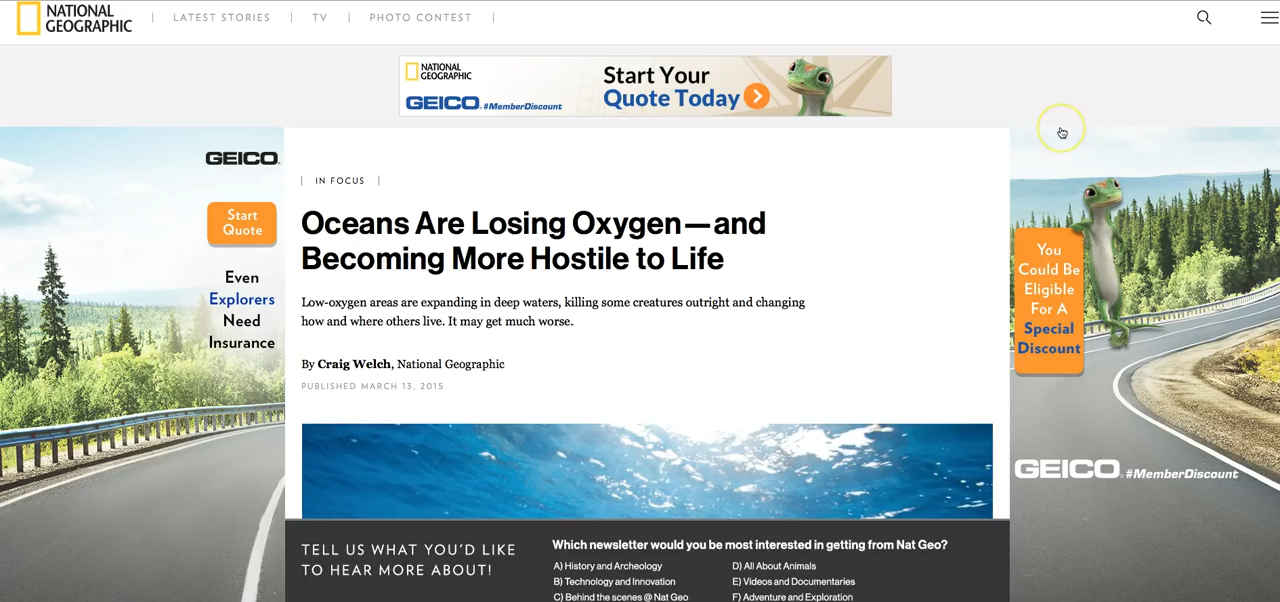 NATIONAL
GEOGRAPHIC
LATEST STORIES
TV
PHOTO CONTEST
NATIONAL
GEOGRAPHIC
GEICO. #MemberDiscount
Start Your
Quote Today
GEICO.
Start
Quote
Even
Explorers
Need
Insurance
IN FOCUS
Oceans Are Losing Oxygen—and
Becoming More Hostile to Life
Low-oxygen areas are expanding in deep waters, killing some creatures outright and changing
how and where others live. It may get much worse.
By Craig Welch, National Geographic
PUBLISHED MARCH 13, 2015
You
Could Be
Eligible
For A
Special
Discount
GEICO. #MemberDiscount
TELL US WHAT YOU'D LIKE
TO HEAR MORE ABOUT!
Which newsletter would you be most interested in getting from Nat Geo?
A) History and Archeology
B) Technology and Innovation
C) Behind the scenes @ Nat Geo
D) All About Animals
E) Videos and Documentaries
F) Adventure and Exploration